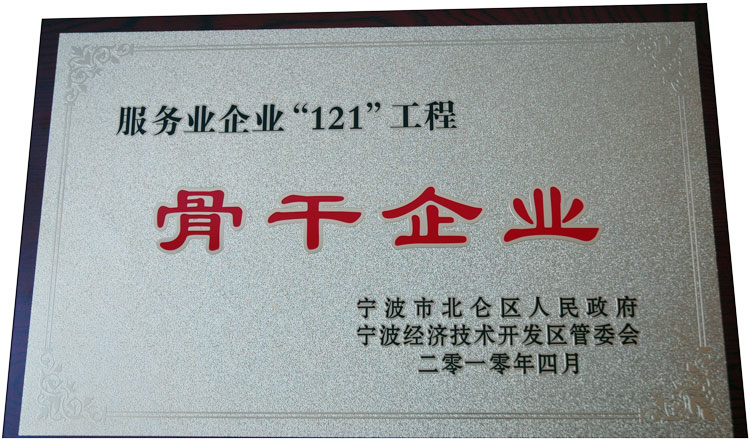 服务业企业“121”工程
骨干企业
宁波市北仑区人民政府
宁波经济技术开发区管委会
二零一零年四月